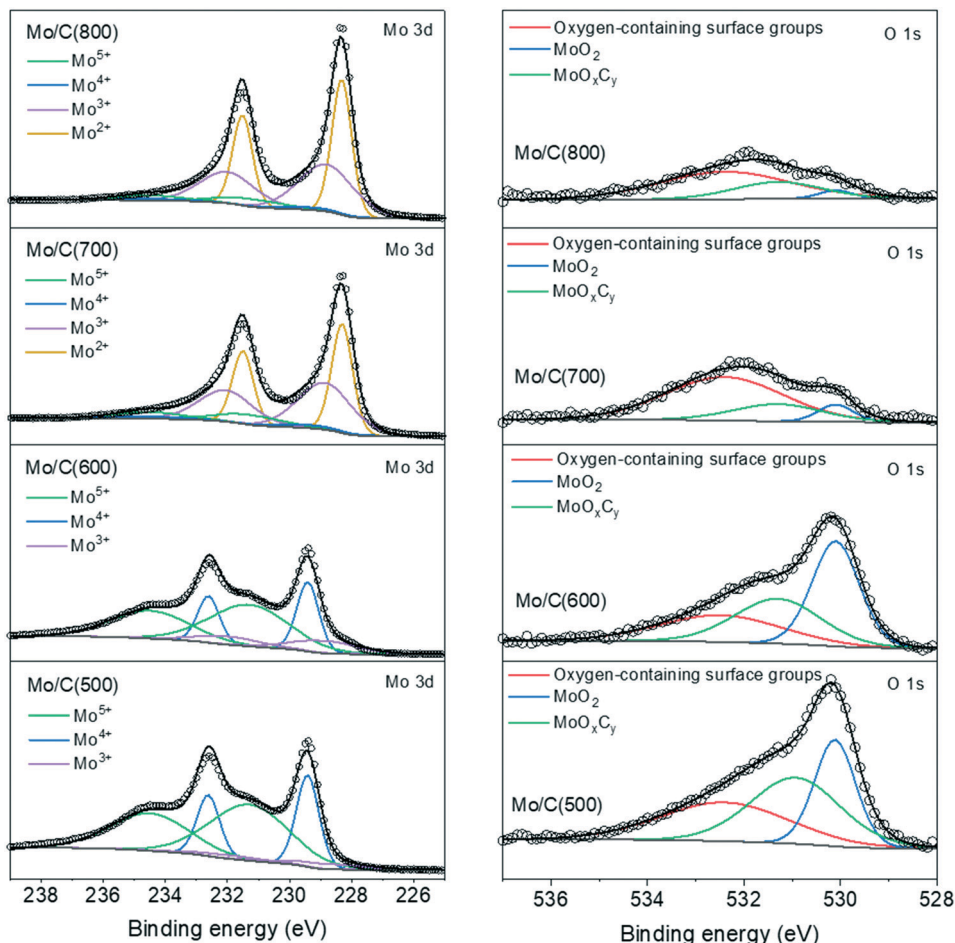 Mo/C(800)
Mo 3d
Mo5+
Mo4+
Mo3+
Mo2+
Mo/C(700)
Mo 3d
Mo5+
Mo4+
Mo3+
Mo2+
Mo/C(600)
Mo 3d
Mo5+
Mo4+
Mo3+
Mo/C(500)
Mo 3d
Mo5+
Mo4+
Mo3+
238 236 234 232 230 228 226
Binding energy (eV)
Oxygen-containing surface groups
O 1s
MoO2
MoOxCy
Mo/C(800)
Oxygen-containing surface groups
O 1s
MoO2
MoOxCy
Mo/C(700)
Oxygen-containing surface groups
O 1s
MoO2
MoOxCy
Mo/C(600)
Oxygen-containing surface groups
O 1s
MoO2
MoOxCy
Mo/C(500)
536 534 532 530 528
Binding energy (eV)